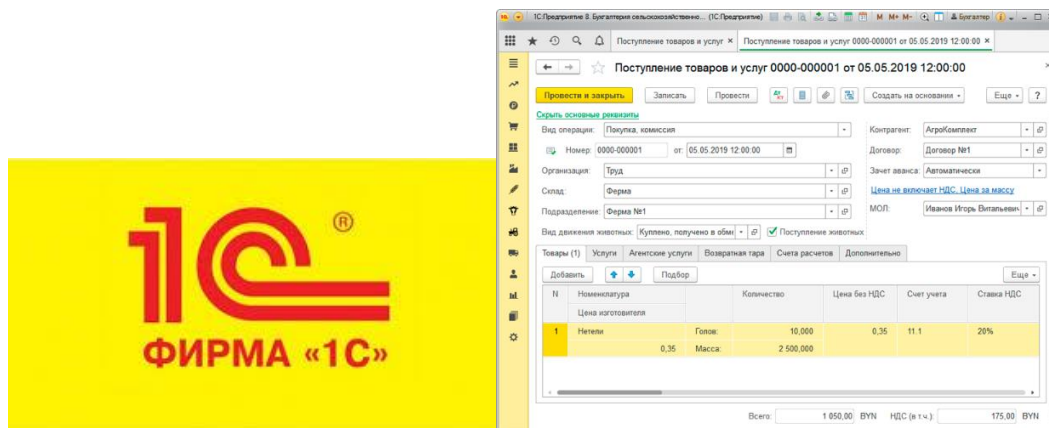 1С ®
ФИРМА «1С»
1С:Предприятие 8. Бухгалтерия сельскохозяйственно... (1С:Предприятие) M M+ M- Бухгалтер
Поступление товаров и услуг × Поступление товаров и услуг 0000-000001 от 05.05.2019 12:00:00 ×
Поступление товаров и услуг 0000-000001 от 05.05.2019 12:00:00
Провести и закрыть Записать Провести Создать на основании Еще ?
Скрыть основные реквизиты
Вид операции: Покупка, комиссия Контрагент: АгроКомплект
Номер: 0000-000001 от: 05.05.2019 12:00:00 Договор: Договор №1
Организация: Труд Зачет аванса: Автоматически
Склад: Ферма Цена не включает НДС, Цена за массу
Подразделение: Ферма №1 МОЛ: Иванов Игорь Витальевич
Вид движения животных: Куплено, получено в обме Поступление животных
Товары (1) Услуги Агентские услуги Возвратная тара Счета расчетов Дополнительно
Добавить Подбор Еще
N Номенклатура Количество Цена без НДС Счет учета Ставка НДС
Цена изготовителя
1 Нетели Голов: 10,000 0,35 11.1 20%
0,35 Масса: 2 500,000
Всего: 1 050,00 BYN НДС (в т.ч.): 175,00 BYN